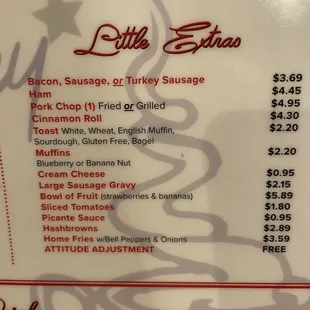 Little Extras
Bacon, Sausage, or Turkey Sausage $3.69
Ham $4.45
Pork Chop (1) Fried or Grilled $4.95
Cinnamon Roll $4.30
Toast White, Wheat, English Muffin, $2.20
Sourdough, Gluten Free, Bagel
Muffins $2.20
Blueberry or Banana Nut
Cream Cheese $0.95
Large Sausage Gravy $2.15
Bowl of Fruit (strawberries & bananas) $5.89
Sliced Tomatoes $1.80
Picante Sauce $0.95
Hashbrowns $2.89
Home Fries w/Bell Peppers & Onions $3.59
ATTITUDE ADJUSTMENT FREE